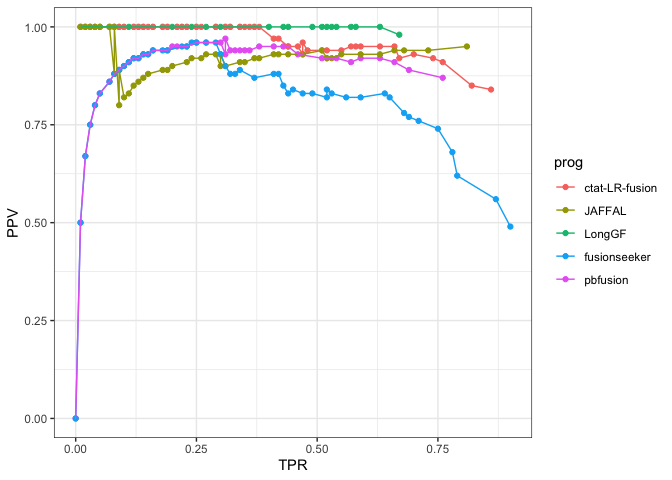 1.00
0.75
0.50
0.25
0.00
PPV
0.00 0.25 0.50 0.75
TPR
prog
ctat-LR-fusion
JAFFAL
LongGF
fusionseeker
pbfusion